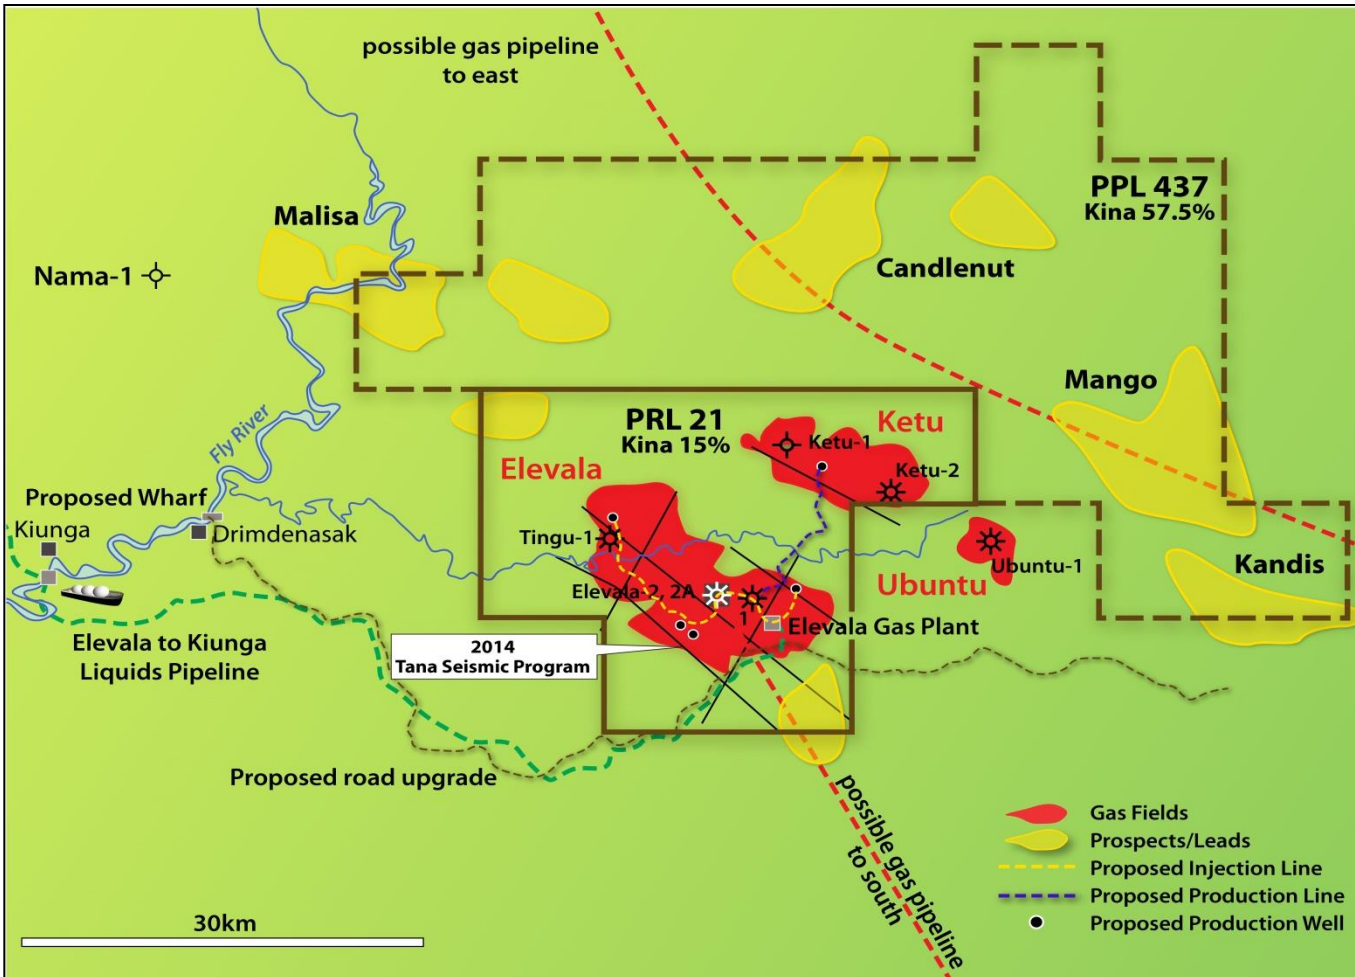 possible gas pipeline
to east
PPL 437
Kina 57.5%
Malisa
Nama-1
Candlenut
Mango
Fly River
PRL 21
Kina 15%
Ketu
Ketu-1
Ketu-2
Elevala
Proposed Wharf
Kiunga
Drimdenasak
Tingu-1
Ubuntu-1
Kandis
Ubuntu
Elevala-2, 2A
1
Elevala Gas Plant
Elevala to Kiunga
Liquids Pipeline
2014
Tana Seismic Program
Proposed road upgrade
possible gas pipeline
to south
Gas Fields
Prospects/Leads
Proposed Injection Line
Proposed Production Line
Proposed Production Well
30km